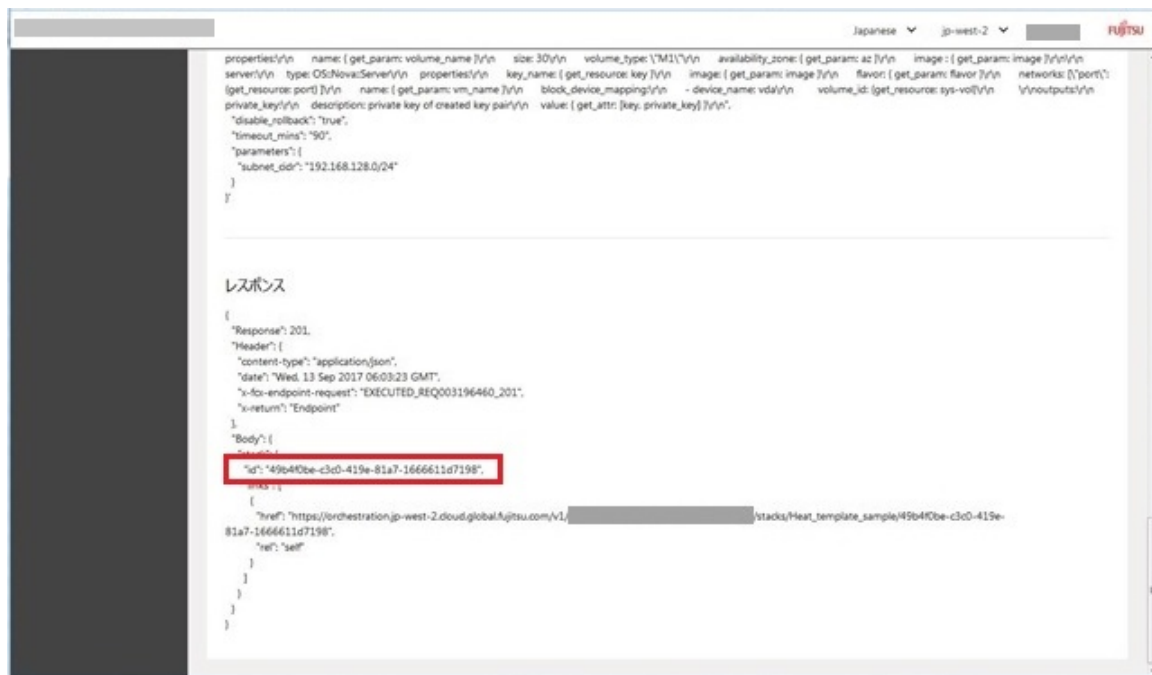 Japanese jp-west-2 FUJITSU
properties:\r\n name: { get_param: volume_name }\r\n size: 30\r\n volume_type: \"M1\"\r\n availability_zone: { get_param: az }\r\n image : { get_param: image }\r\n\r\n
server:\r\n type: OS::Nova::Server\r\n properties:\r\n key_name: { get_resource: key }\r\n image: { get_param: image }\r\n flavor: { get_param: flavor }\r\n networks: [\"port\":
{get_resource: port} ]\r\n name: { get_param: vm_name }\r\n block_device_mapping:\r\n - device_name: vda\r\n volume_id: {get_resource: sys-vol}\r\n \r\noutputs:\r\n
private_key:\r\n description: private key of created key pair\r\n value: { get_attr: [key, private_key] }\r\n",
"disable_rollback": "true",
"timeout_mins": "90",
"parameters": {
"subnet_cidr": "192.168.128.0/24"
}
}'
レスポンス
{
"Response": 201,
"Header": {
"content-type": "application/json",
"date": "Wed, 13 Sep 2017 06:03:23 GMT",
"x-fcx-endpoint-request": "EXECUTED_REQ003196460_201",
"x-return": "Endpoint"
},
"Body": {
"stack": {
"id": "49b4f0be-c3c0-419e-81a7-1666611d7198",
"links": [
{
"href": "https://orchestration.jp-west-2.cloud.global.fujitsu.com/v1/ /stacks/Heat_template_sample/49b4f0be-c3c0-419e-
81a7-1666611d7198",
"rel": "self"
}
]
}
}
}